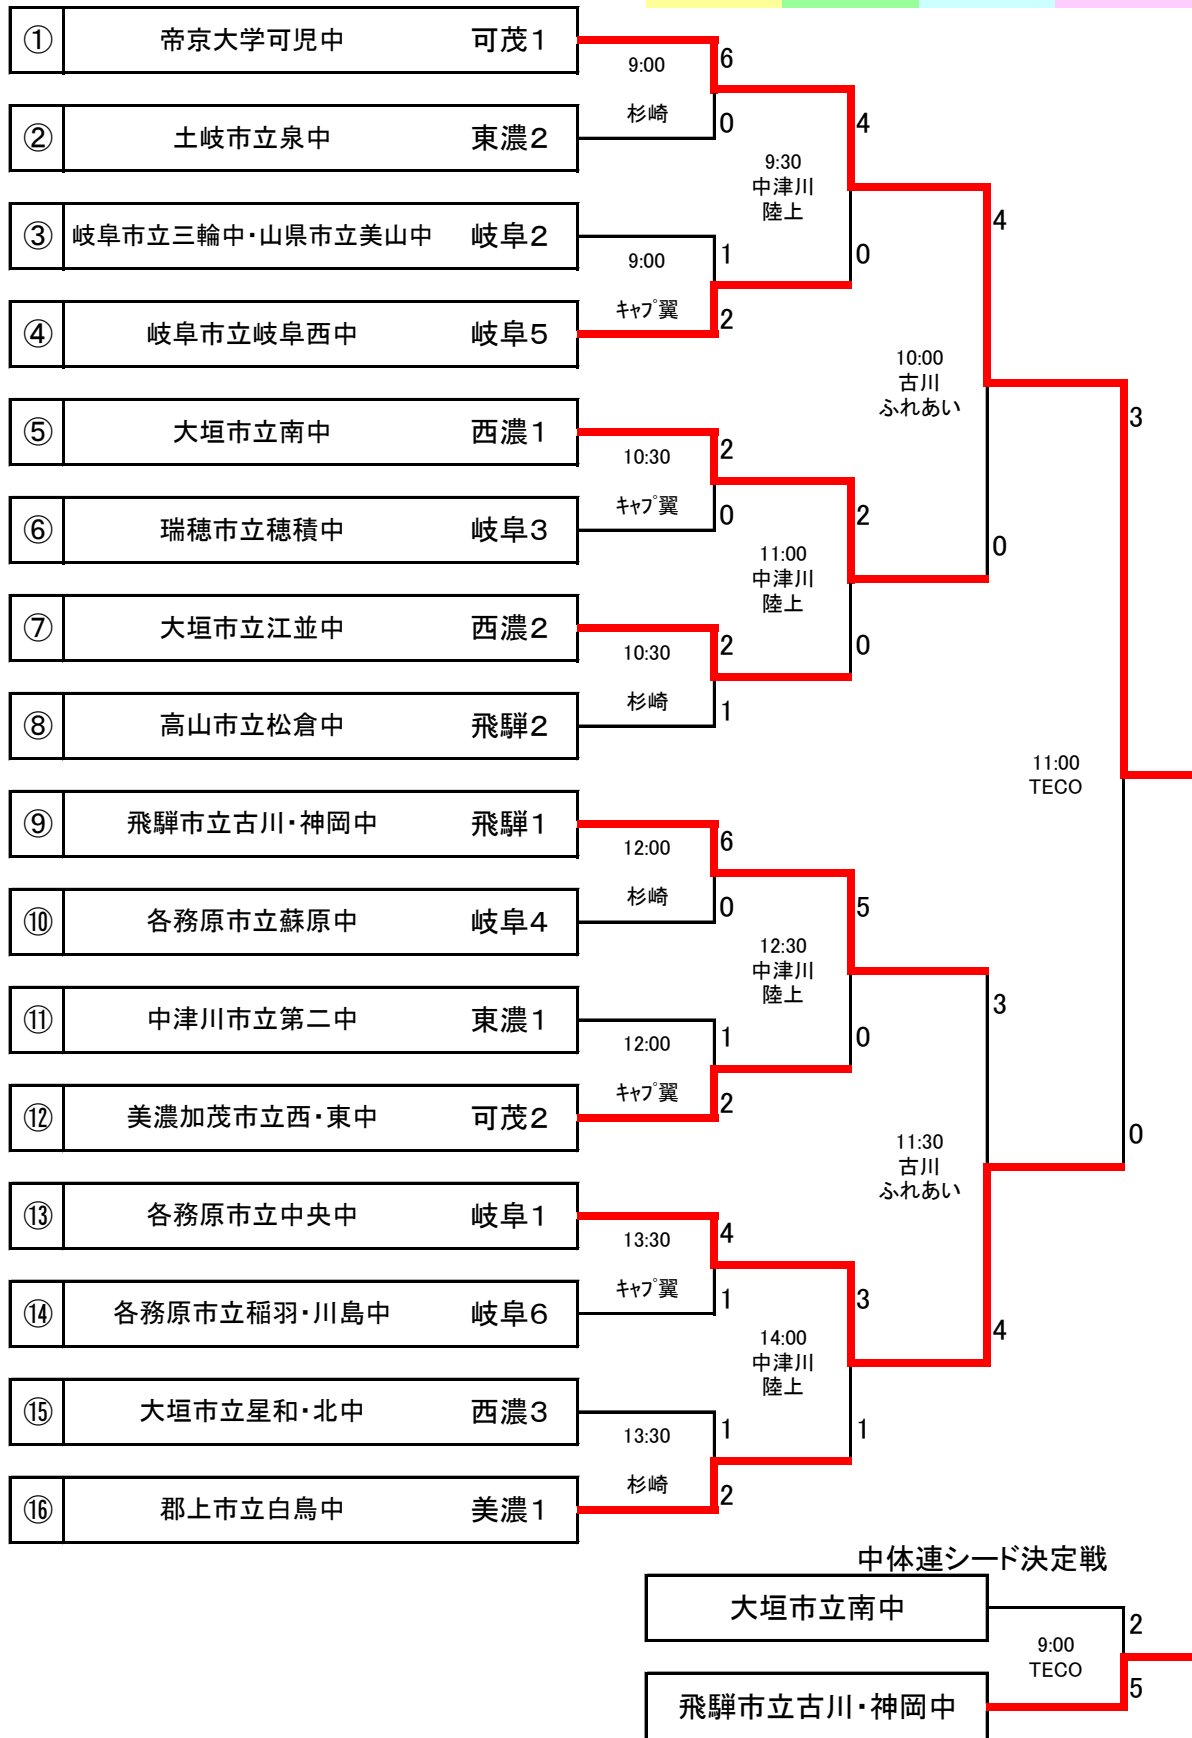 ① 帝京大学可児中 可茂1
② 土岐市立泉中 東濃2
③ 岐阜市立三輪中・山県市立美山中 岐阜2
④ 岐阜市立岐阜西中 岐阜5
⑤ 大垣市立南中 西濃1
⑥ 瑞穂市立穂積中 岐阜3
⑦ 大垣市立江並中 西濃2
⑧ 高山市立松倉中 飛騨2
⑨ 飛騨市立古川・神岡中 飛騨1
⑩ 各務原市立蘇原中 岐阜4
⑪ 中津川市立第二中 東濃1
⑫ 美濃加茂市立西・東中 可茂2
⑬ 各務原市立中央中 岐阜1
⑭ 各務原市立稲羽・川島中 岐阜6
⑮ 大垣市立星和・北中 西濃3
⑯ 郡上市立白鳥中 美濃1
9:00
杉崎
6
0
9:00
キャプ翼
1
2
10:30
キャプ翼
2
0
10:30
杉崎
2
1
12:00
杉崎
6
0
12:00
キャプ翼
1
2
13:30
キャプ翼
4
1
13:30
杉崎
1
2
9:30
中津川
陸上
4
0
11:00
中津川
陸上
2
0
12:30
中津川
陸上
5
0
14:00
中津川
陸上
3
1
10:00
古川
ふれあい
4
0
11:30
古川
ふれあい
3
4
11:00
TECO
3
0
中体連シード決定戦
大垣市立南中
飛騨市立古川・神岡中
9:00
TECO
2
5